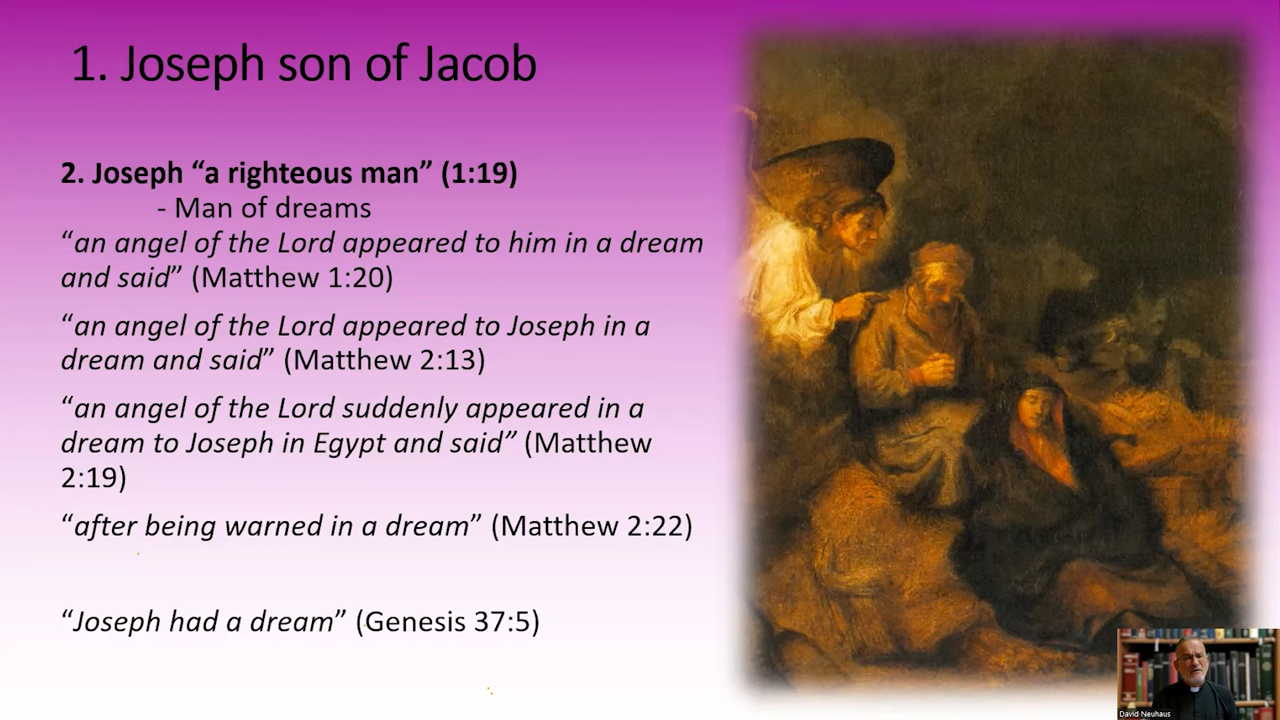 1. Joseph son of Jacob
2. Joseph “a righteous man” (1:19)
- Man of dreams
“an angel of the Lord appeared to him in a dream
and said” (Matthew 1:20)
“an angel of the Lord appeared to Joseph in a
dream and said” (Matthew 2:13)
“an angel of the Lord suddenly appeared in a
dream to Joseph in Egypt and said” (Matthew
2:19)
“after being warned in a dream” (Matthew 2:22)
“Joseph had a dream” (Genesis 37:5)
David Neuhaus